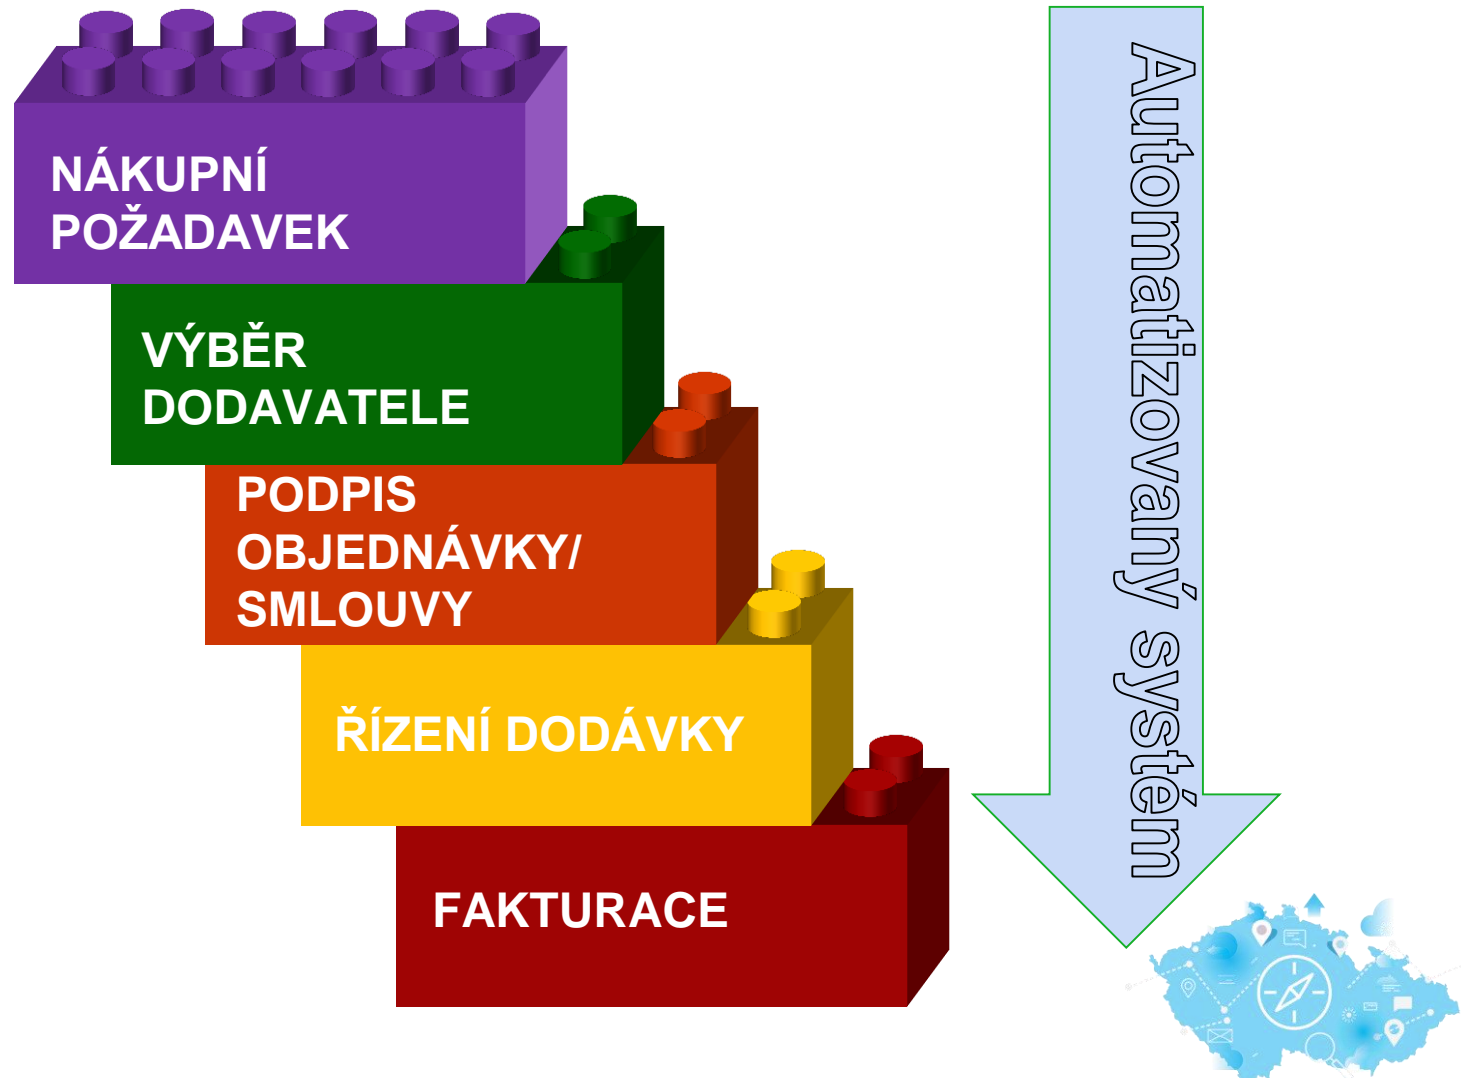 NÁKUPNÍ
POŽADAVEK
VÝBĚR
DODAVATELE
PODPIS
OBJEDNÁVKY/
SMLOUVY
ŘÍZENÍ DODÁVKY
FAKTURACE
Automatizovaný systém